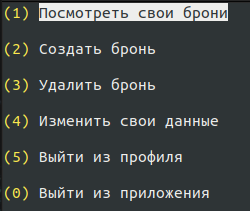 (1) Посмотреть свои брони
(2) Создать бронь
(3) Удалить бронь
(4) Изменить свои данные
(5) Выйти из профиля
(0) Выйти из приложения